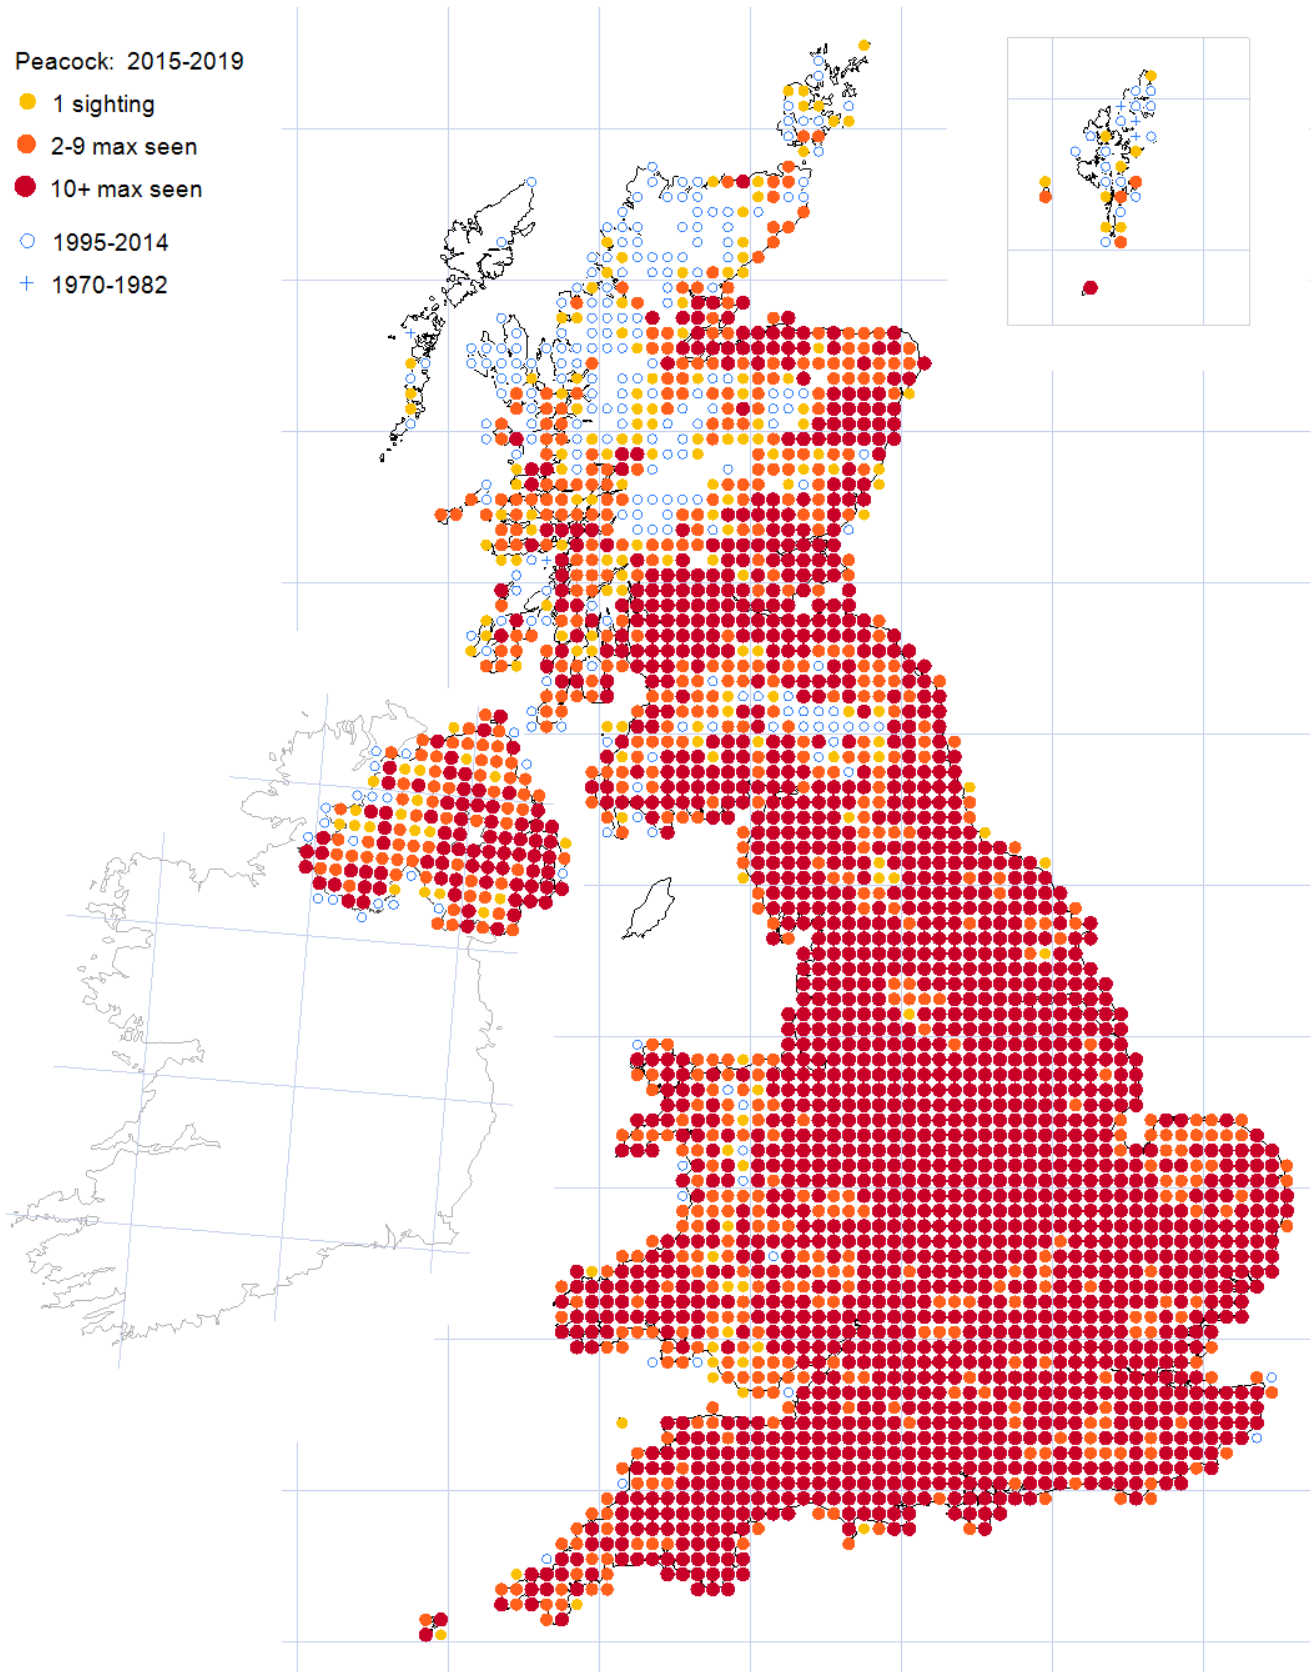 Peacock: 2015-2019
1 sighting
2-9 max seen
10+ max seen
1995-2014
1970-1982